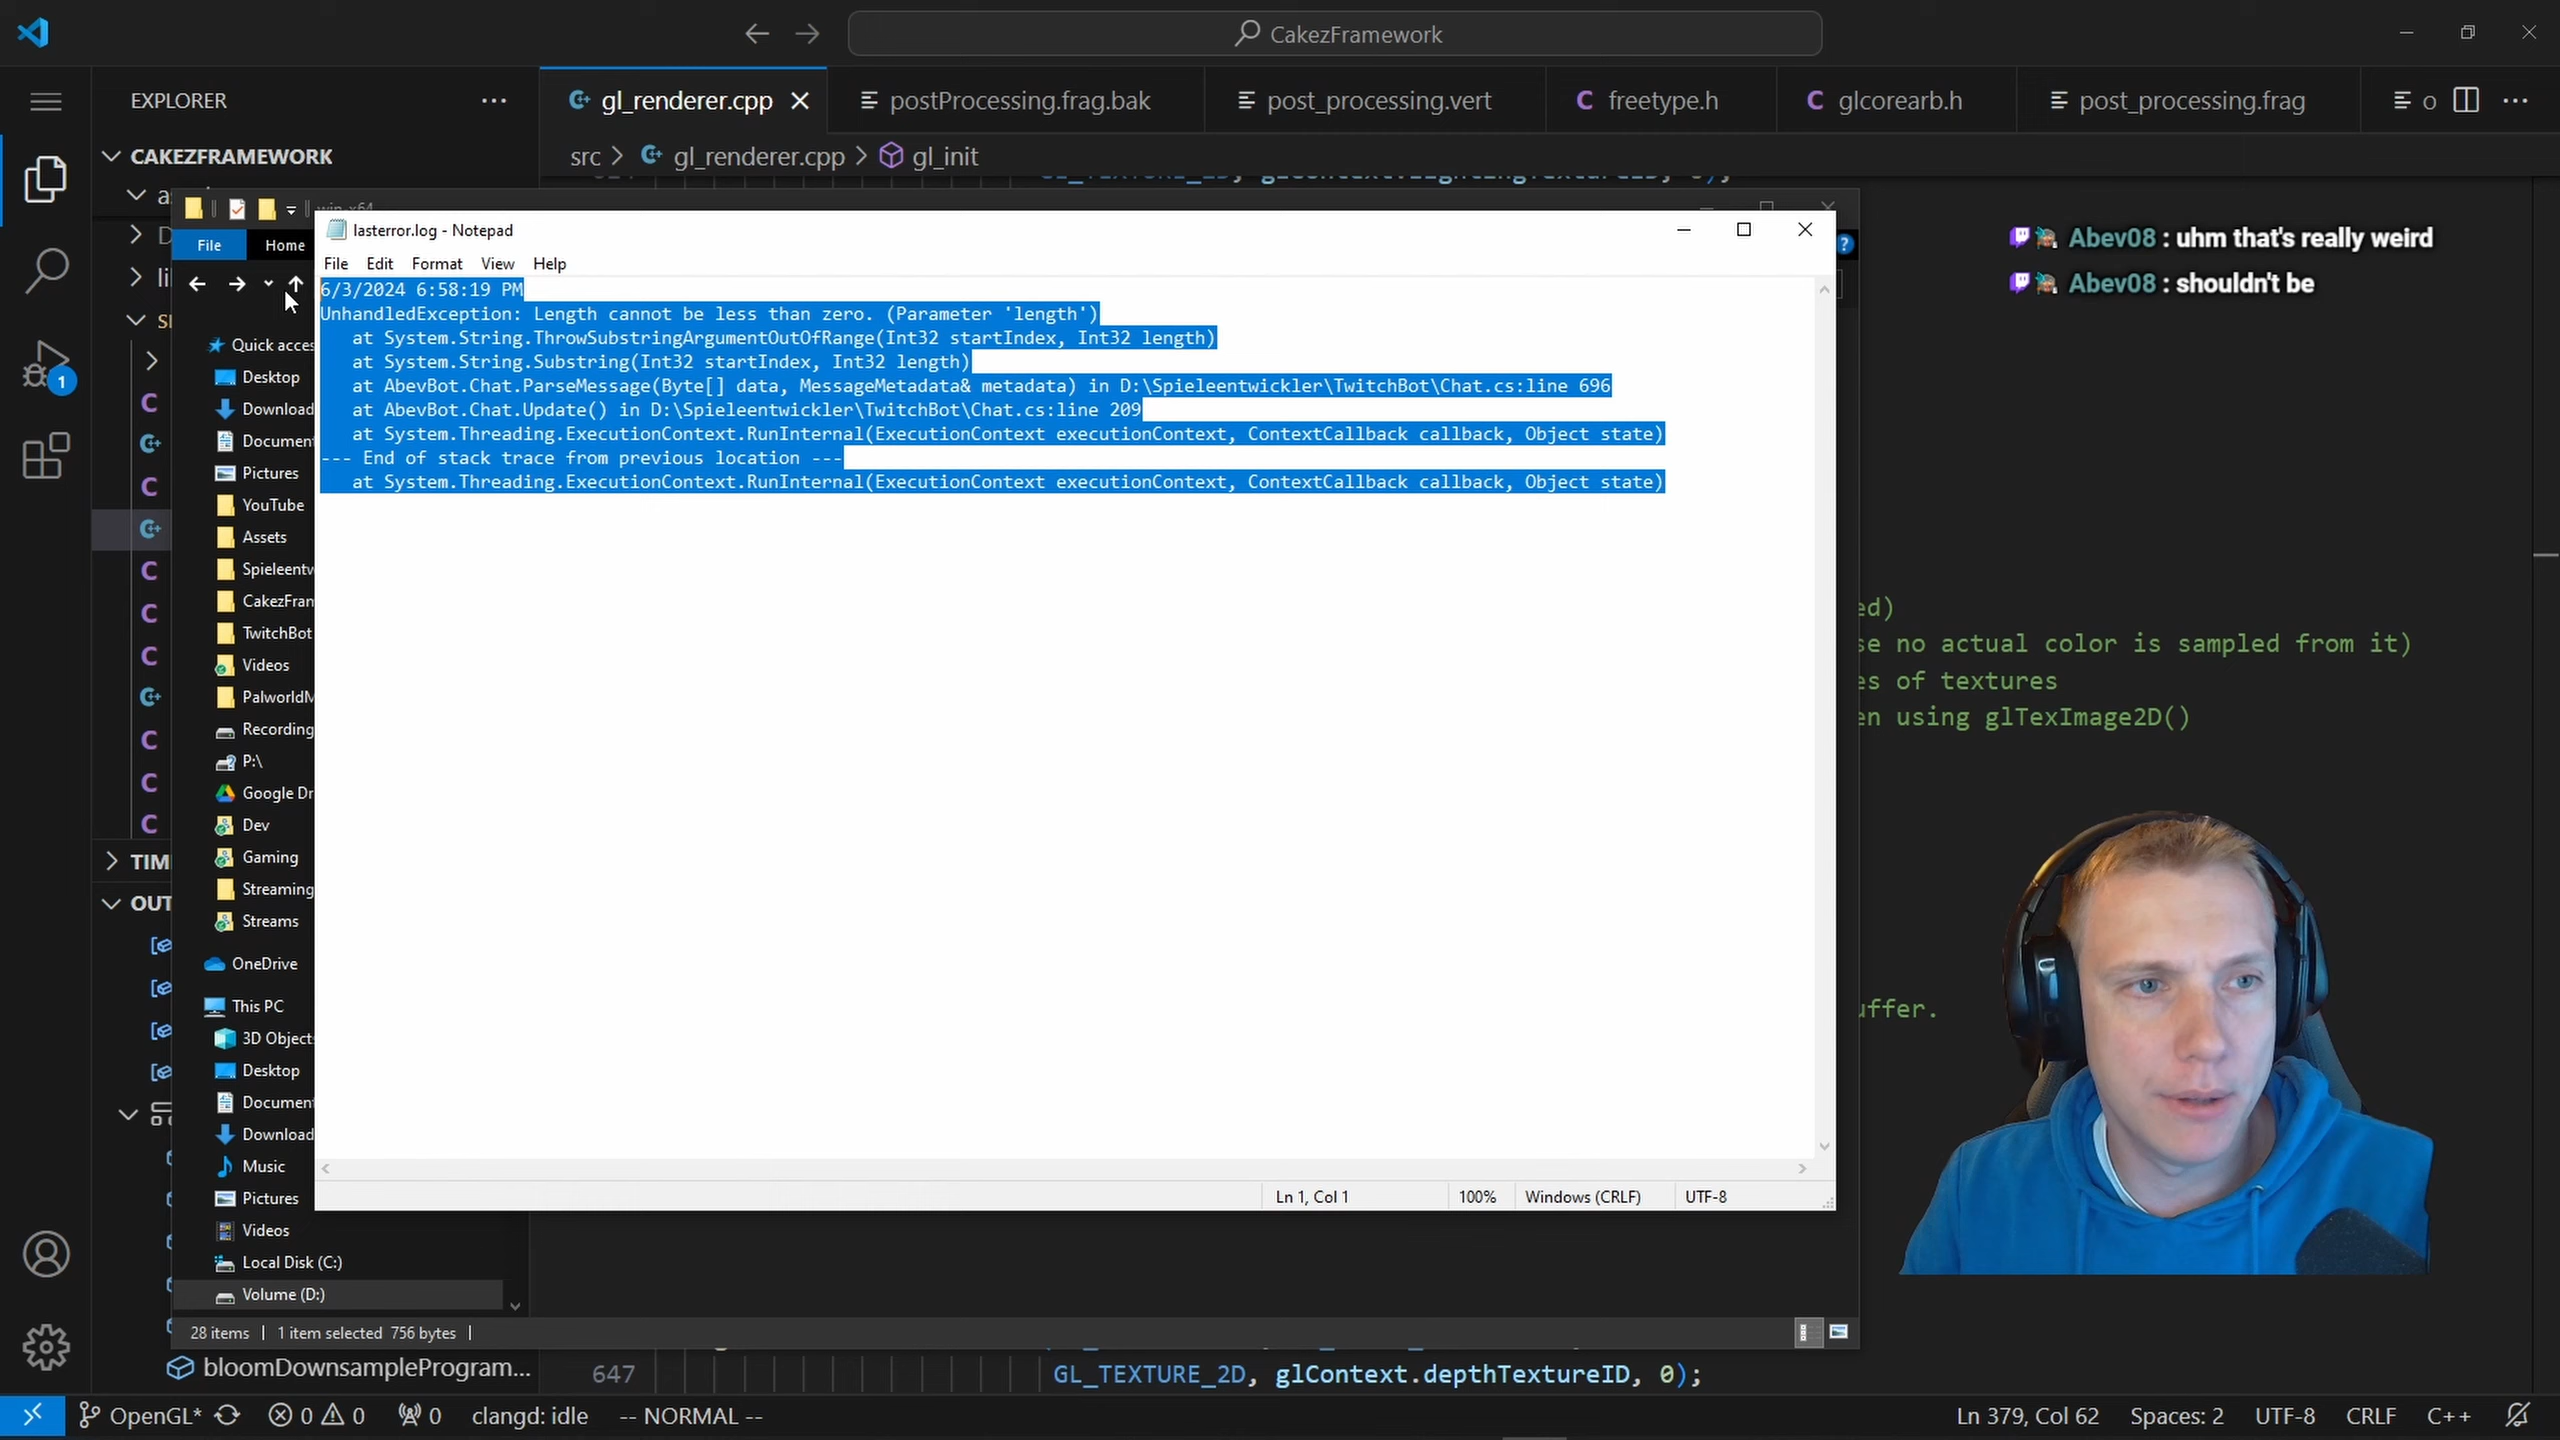 CakezFramework
EXPLORER
gl_renderer.cpp
postProcessing.frag.bak
post_processing.vert
freetype.h
glcorearb.h
post_processing.frag
o
CAKEZFRAMEWORK
src > gl_renderer.cpp > gl_init
File
Home
lasterror.log - Notepad
File Edit Format View Help
6/3/2024 6:58:19 PM
UnhandledException: Length cannot be less than zero. (Parameter 'length')
at System.String.ThrowSubstringArgumentOutOfRange(Int32 startIndex, Int32 length)
at System.String.Substring(Int32 startIndex, Int32 length)
at AbevBot.Chat.ParseMessage(Byte[] data, MessageMetadata& metadata) in D:\Spieleentwickler\TwitchBot\Chat.cs:line 696
at AbevBot.Chat.Update() in D:\Spieleentwickler\TwitchBot\Chat.cs:line 209
at System.Threading.ExecutionContext.RunInternal(ExecutionContext executionContext, ContextCallback callback, Object state)
--- End of stack trace from previous location ---
at System.Threading.ExecutionContext.RunInternal(ExecutionContext executionContext, ContextCallback callback, Object state)
Ln 1, Col 1
100%
Windows (CRLF)
UTF-8
Abev08 : uhm that's really weird
Abev08 : shouldn't be
Quick acces
Desktop
Download
Documen
Pictures
YouTube
Assets
Spieleentw
CakezFran
TwitchBot
Videos
PalworldM
Recording
P:\
Google Dr
Dev
Gaming
Streaming
Streams
OneDrive
This PC
3D Object
Desktop
Documen
Download
Music
Pictures
Videos
Local Disk (C:)
Volume (D:)
28 items
1 item selected 756 bytes
TIM
OUT
ed)
se no actual color is sampled from it)
es of textures
en using glTexImage2D()
uffer.
bloomDownsampleProgram...
647
GL_TEXTURE_2D, glContext.depthTextureID, 0);
1
OpenGL*
0
0
0
clangd: idle
-- NORMAL --
Ln 379, Col 62
Spaces: 2
UTF-8
CRLF
C++